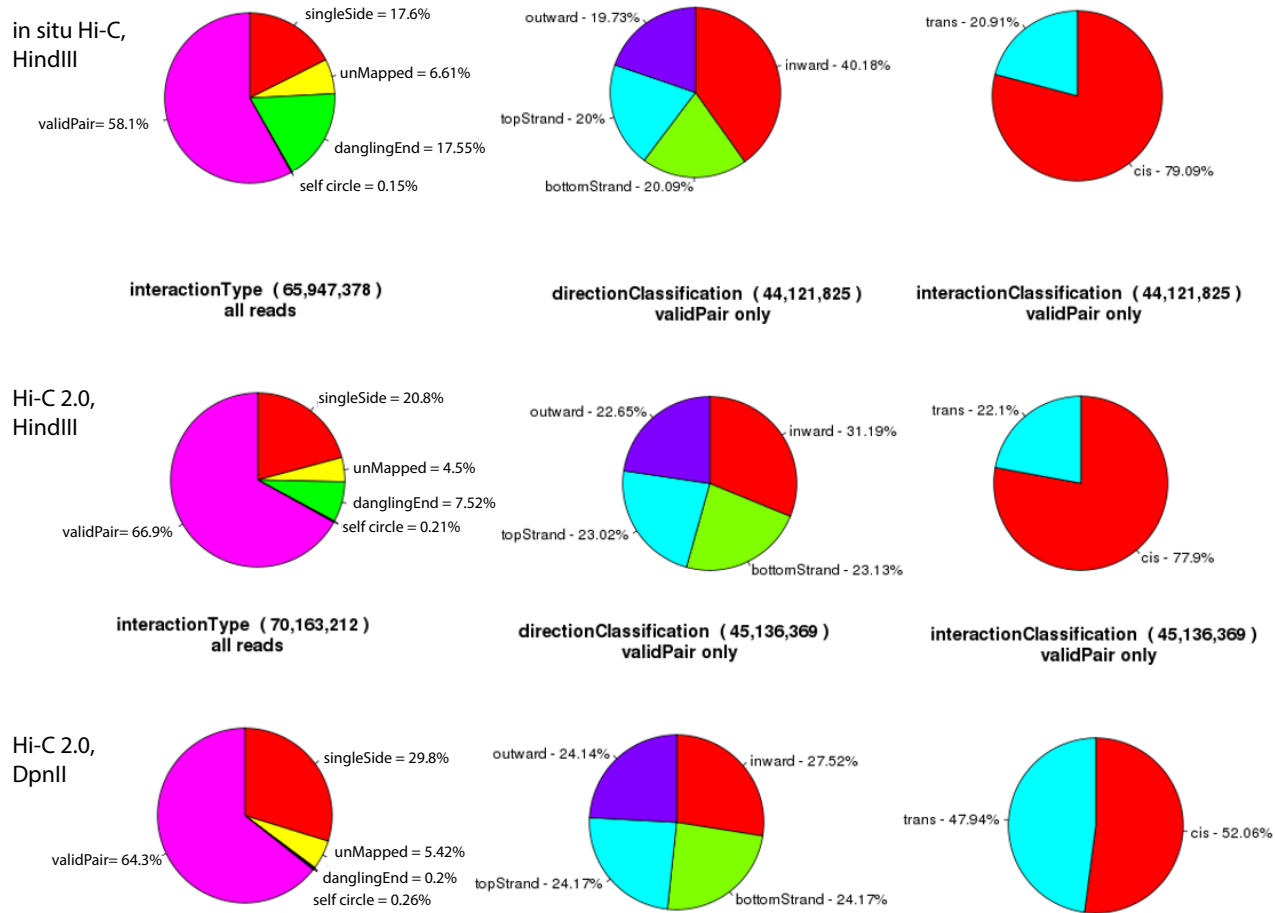 in situ Hi-C,
HindIII
singleSide = 17.6%
unMapped = 6.61%
validPair= 58.1%
danglingEnd = 17.55%
self circle = 0.15%
outward - 19.73%
inward - 40.18%
topStrand - 20%
bottomStrand - 20.09%
trans - 20.91%
cis - 79.09%
interactionType ( 65,947,378 )
all reads
directionClassification ( 44,121,825 )
validPair only
interactionClassification ( 44,121,825 )
validPair only
Hi-C 2.0,
HindIII
singleSide = 20.8%
unMapped = 4.5%
danglingEnd = 7.52%
self circle = 0.21%
validPair= 66.9%
outward - 22.65%
inward - 31.19%
topStrand - 23.02%
bottomStrand - 23.13%
trans - 22.1%
cis - 77.9%
interactionType ( 70,163,212 )
all reads
directionClassification ( 45,136,369 )
validPair only
interactionClassification ( 45,136,369 )
validPair only
Hi-C 2.0,
DpnII
singleSide = 29.8%
unMapped = 5.42%
validPair= 64.3%
danglingEnd = 0.2%
self circle = 0.26%
outward - 24.14%
inward - 27.52%
topStrand - 24.17%
bottomStrand - 24.17%
trans - 47.94%
cis - 52.06%